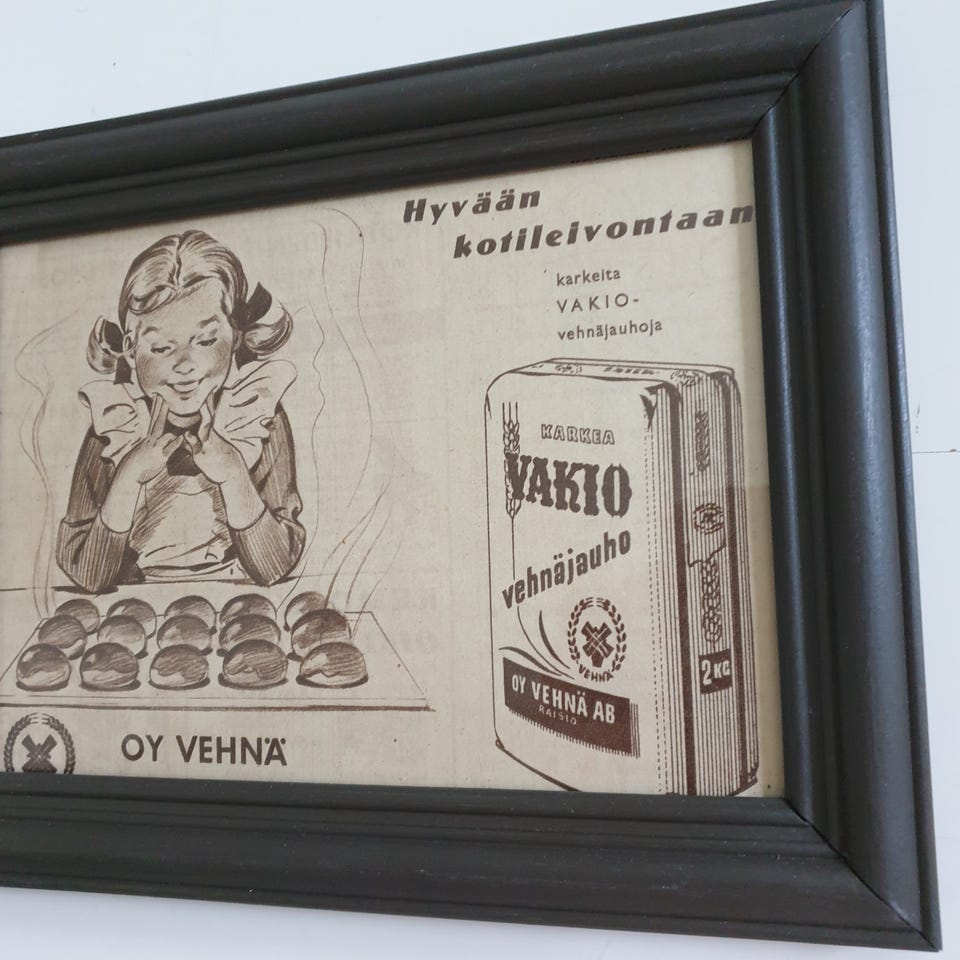 Hyvään
kotileivontaan
karkeita
VAKIO-
vehnäjauhoja
KARKEA
VAKIO
vehnäjauho
VEHNÄ
OY VEHNÄ AB
RAISIO
2 KG
OY VEHNÄ